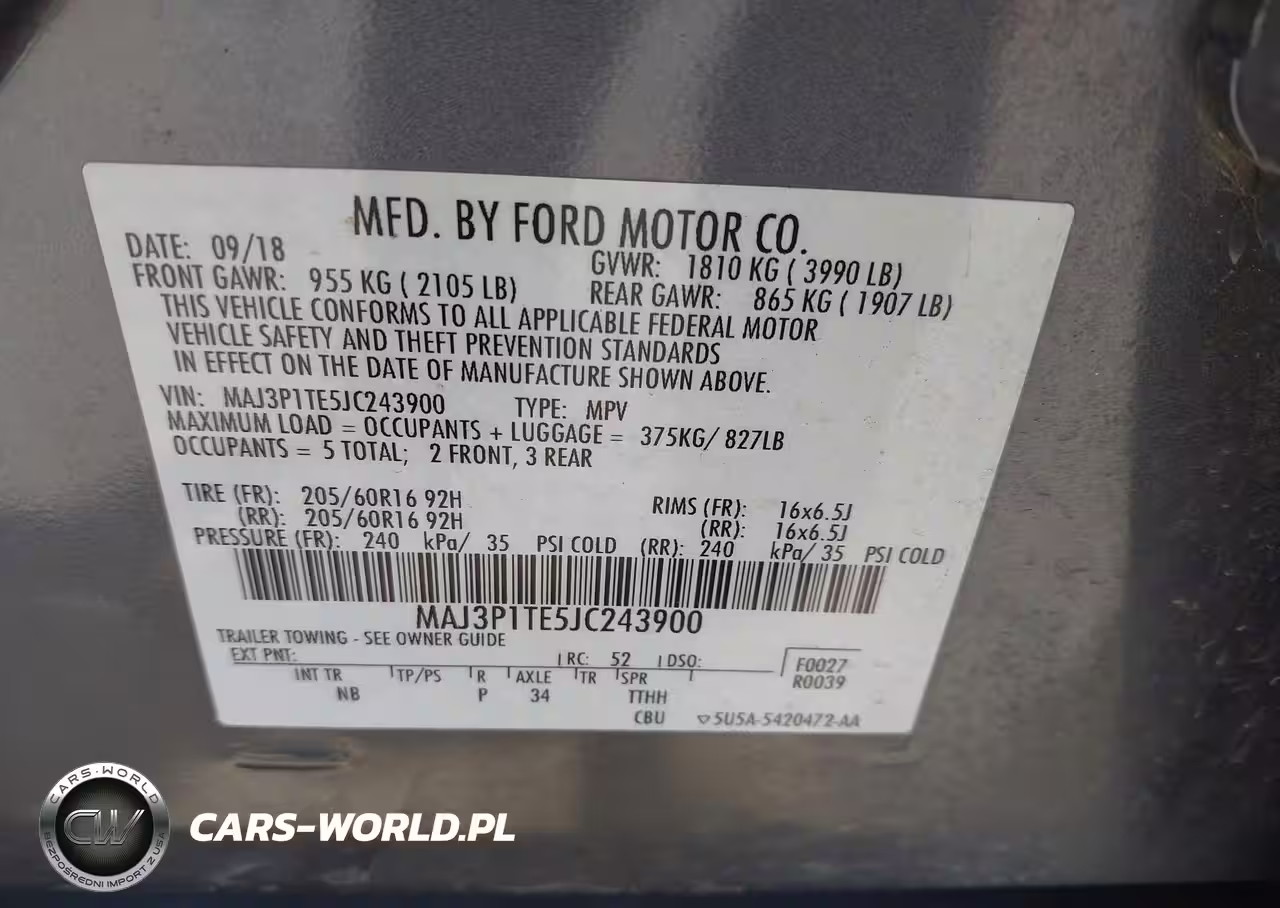 MFD. BY FORD MOTOR CO.
DATE: 09/18 GVWR: 1810 KG ( 3990 LB)
FRONT GAWR: 955 KG ( 2105 LB) REAR GAWR: 865 KG ( 1907 LB)
THIS VEHICLE CONFORMS TO ALL APPLICABLE FEDERAL MOTOR
VEHICLE SAFETY AND THEFT PREVENTION STANDARDS
IN EFFECT ON THE DATE OF MANUFACTURE SHOWN ABOVE.
VIN: MAJ3P1TE5JC243900 TYPE: MPV
MAXIMUM LOAD = OCCUPANTS + LUGGAGE = 375KG/ 827LB
OCCUPANTS = 5 TOTAL; 2 FRONT, 3 REAR
TIRE (FR): 205/60R16 92H RIMS (FR): 16x6.5J
(RR): 205/60R16 92H (RR): 16x6.5J
PRESSURE (FR): 240 kPa/ 35 PSI COLD (RR): 240 kPa/ 35 PSI COLD
MAJ3P1TE5JC243900
TRAILER TOWING - SEE OWNER GUIDE
EXT PNT: RC: 52 DSO: F0027
R0039
INT TR TP/PS R AXLE TR SPR
NB P 34 TTHH
CBU 5U5A-5420472-AA
CARS-WORLD
CW
BEZPOŚREDNI IMPORT Z USA
CARS-WORLD.PL